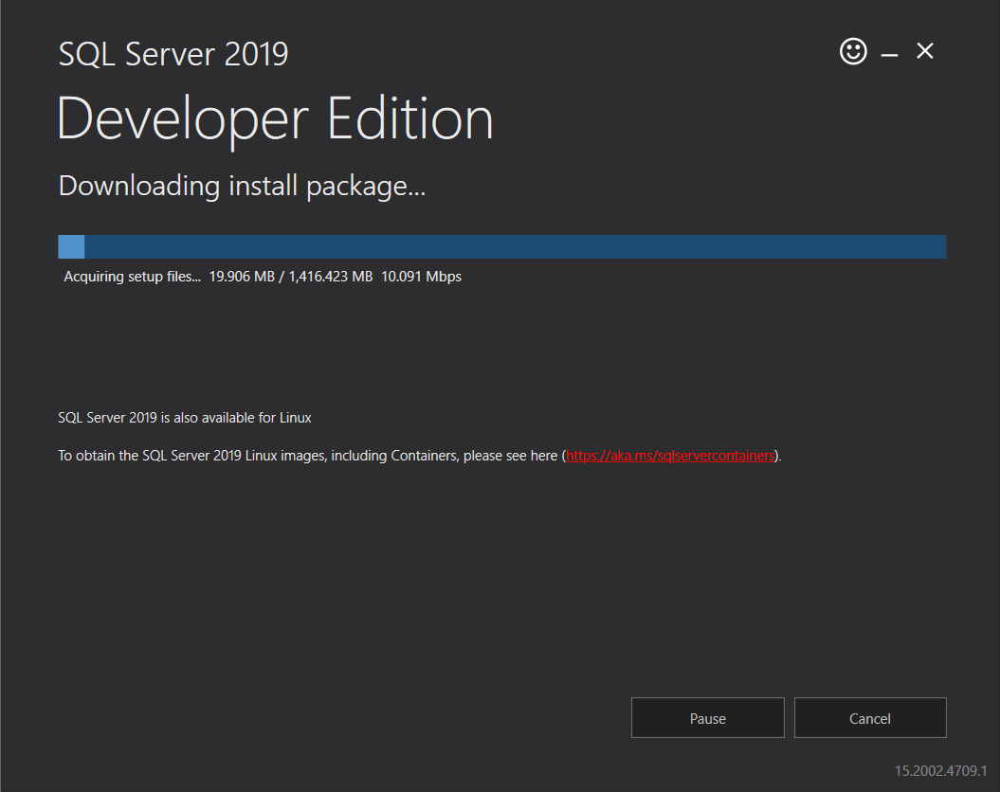 SQL Server 2019
Developer Edition
Downloading install package...
Acquiring setup files... 19.906 MB / 1,416.423 MB 10.091 Mbps
SQL Server 2019 is also available for Linux
To obtain the SQL Server 2019 Linux images, including Containers, please see here (https://aka.ms/sqlservercontainers).
Pause Cancel
15.2002.4709.1